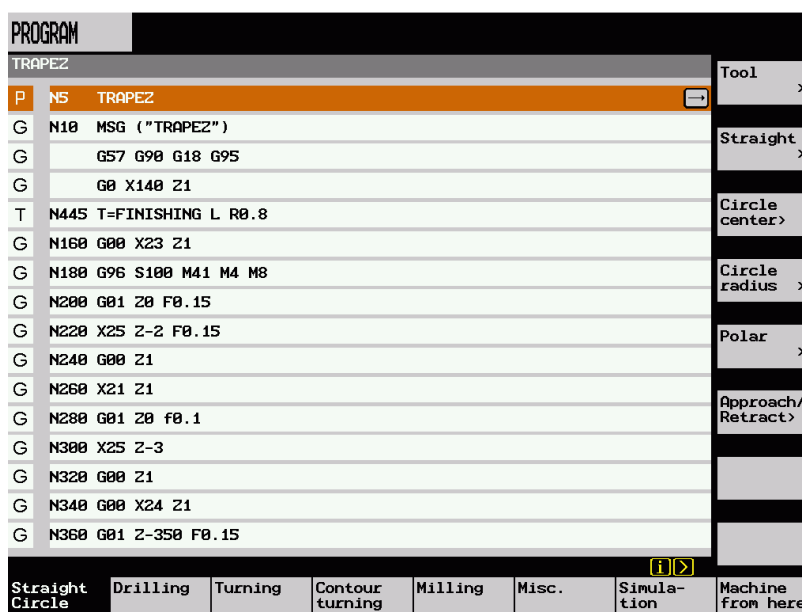 PROGRAM
TRAPEZ
P N5 TRAPEZ
G N10 MSG ("TRAPEZ")
G G57 G90 G18 G95
G G0 X140 Z1
T N445 T=FINISHING L R0.8
G N160 G00 X23 Z1
G N180 G96 S100 M41 M4 M8
G N200 G01 Z0 F0.15
G N220 X25 Z-2 F0.15
G N240 G00 Z1
G N260 X21 Z1
G N280 G01 Z0 f0.1
G N300 X25 Z-3
G N320 G00 Z1
G N340 G00 X24 Z1
G N360 G01 Z-350 F0.15
Tool >
Straight >
Circle
center>
Circle
radius >
Polar >
Approach/
Retract>
i >
Straight
Circle
Drilling
Turning
Contour
turning
Milling
Misc.
Simula-
tion
Machine
from here